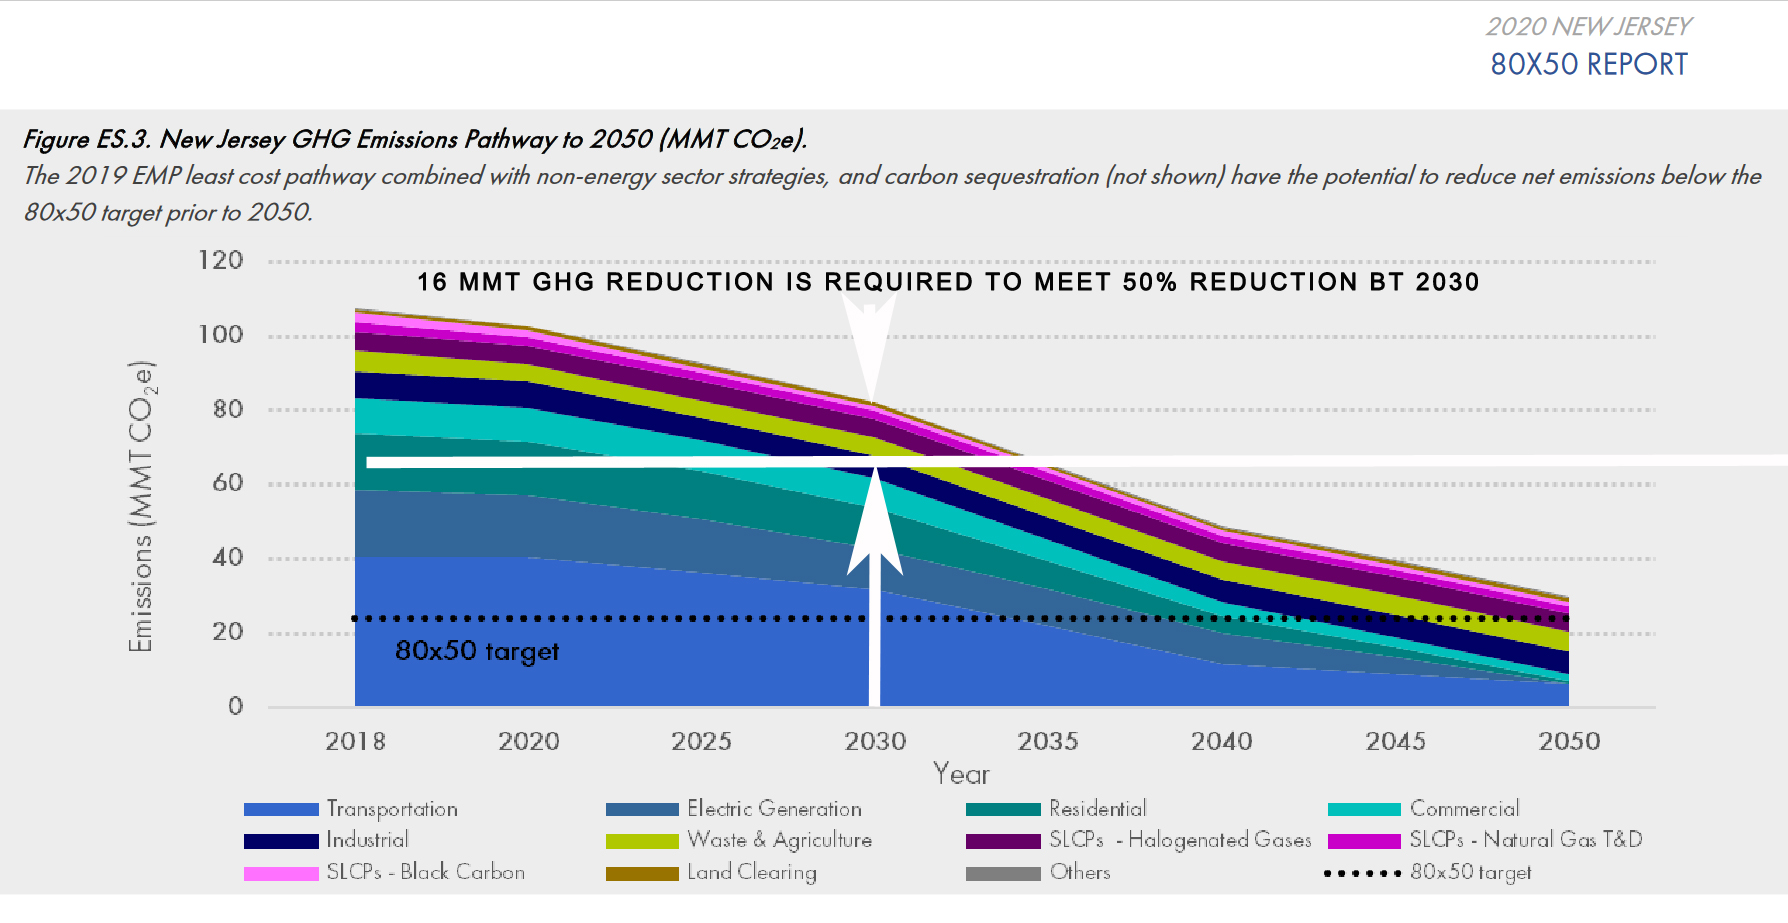 2020 NEW JERSEY
80X50 REPORT
Figure ES.3. New Jersey GHG Emissions Pathway to 2050 (MMT CO₂e).
The 2019 EMP least cost pathway combined with non-energy sector strategies, and carbon sequestration (not shown) have the potential to reduce net emissions below the
80x50 target prior to 2050.
120
16 MMT GHG REDUCTION IS REQUIRED TO MEET 50% REDUCTION BT 2030
100
80
60
40
20
0
Emissions (MMT CO₂e)
80x50 target
2018 2020 2025 2030 2035 2040 2045 2050
Year
Transportation Electric Generation Residential Commercial
Industrial Waste & Agriculture SLCPs - Halogenated Gases SLCPs - Natural Gas T&D
SLCPs - Black Carbon Land Clearing Others 80x50 target